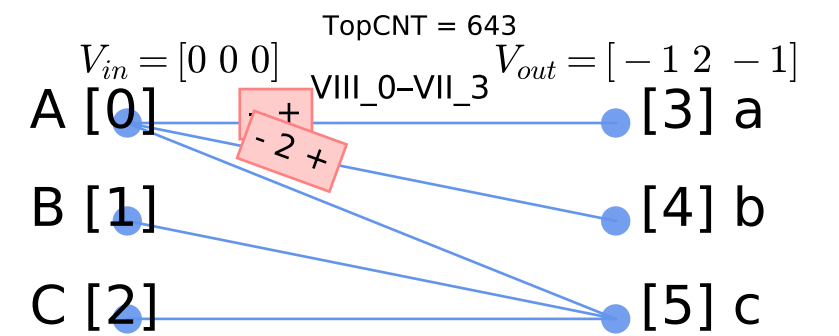 TopCNT = 643
V_in = [0 0 0]
V_out = [−1 2 −1]
VIII_0–VII_3
A [0]
[3] a
- +
- 2 +
B [1]
[4] b
C [2]
[5] c